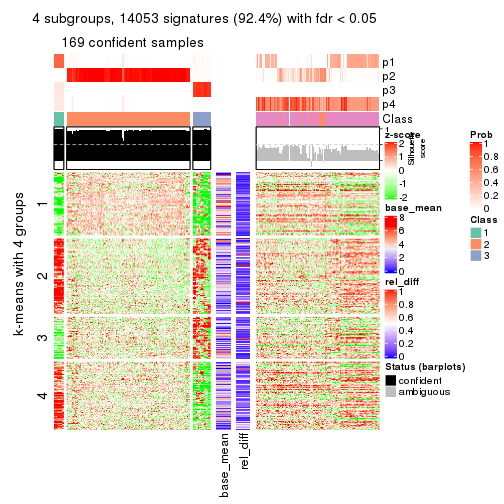 4 subgroups, 14053 signatures (92.4%) with fdr < 0.05
169 confident samples
p1
p2
p3
p4
Class
1
Silhouette
score
k-means with 4 groups
1
2
3
4
base_mean
rel_diff
z-score
2
1
0
-1
-2
base_mean
8
6
4
2
0
rel_diff
1
0.8
0.6
0.4
0.2
0
Status (barplots)
confident
ambiguous
Prob
1
0.8
0.6
0.4
0.2
0
Class
1
2
3